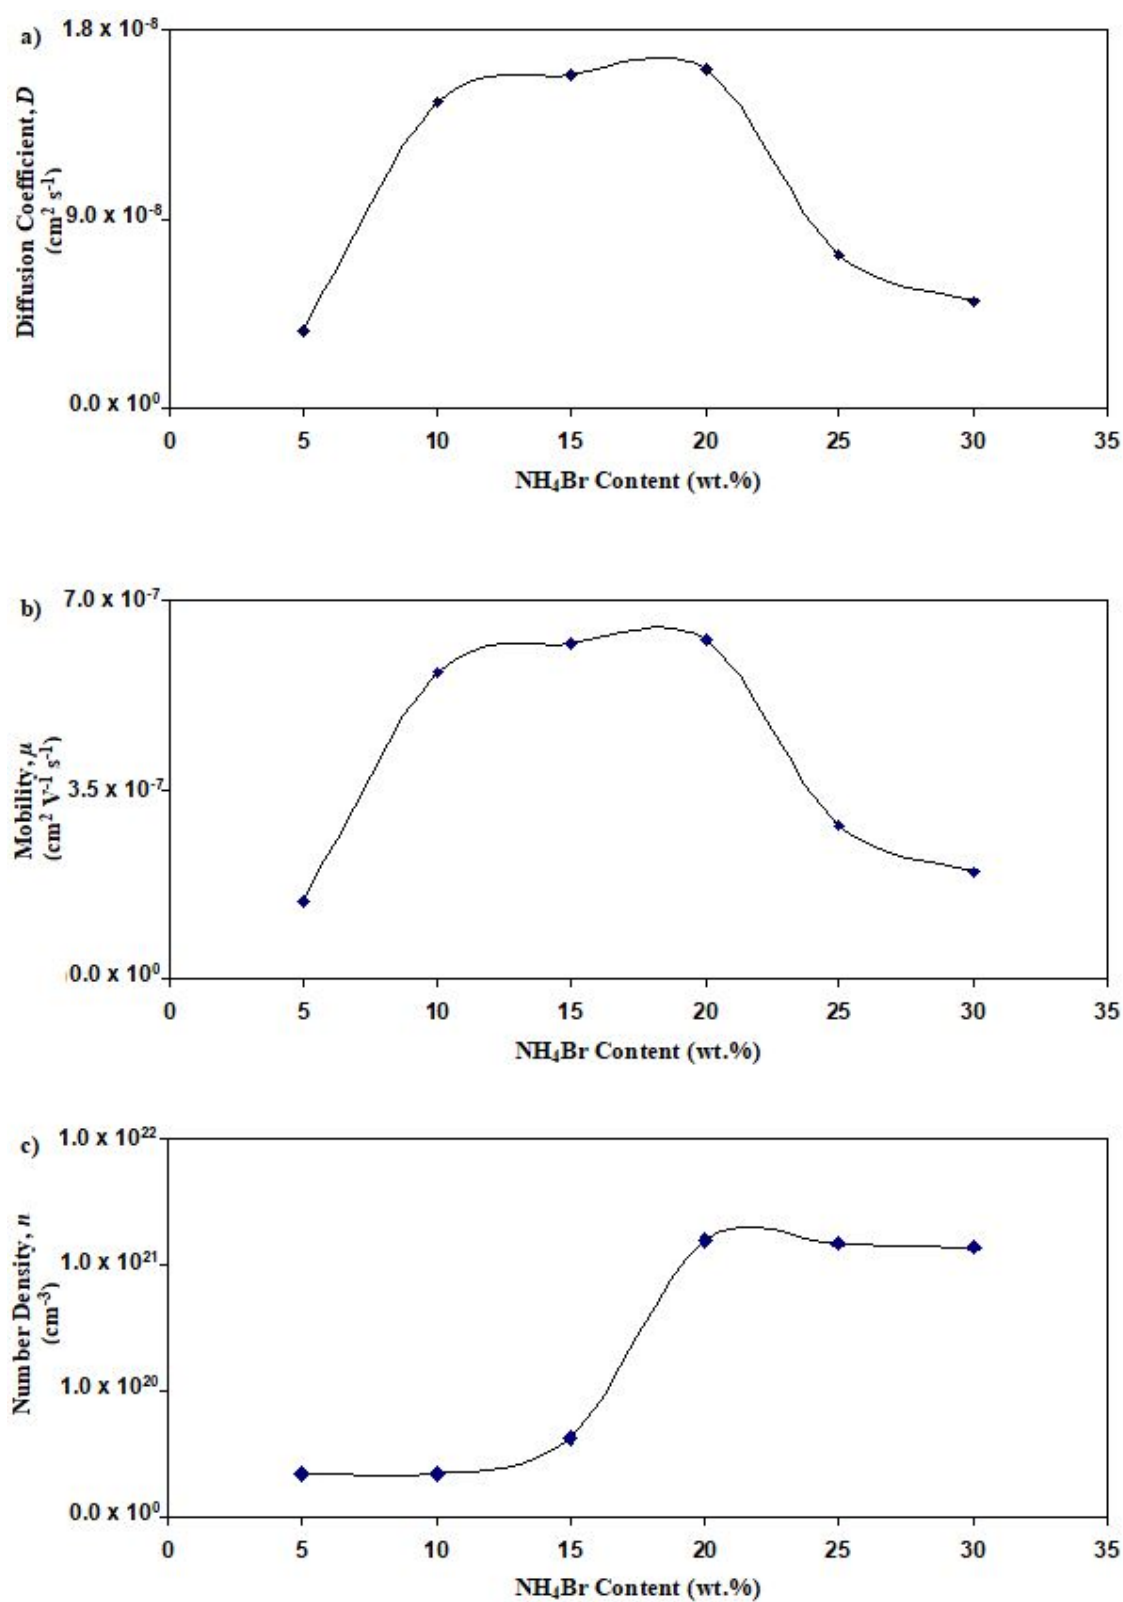 a)
1.8 x 10⁻⁸
Diffusion Coefficient, D
(cm² s⁻¹)
9.0 x 10⁻⁸
0.0 x 10⁰
0 5 10 15 20 25 30 35
NH₄Br Content (wt.%)
b)
7.0 x 10⁻⁷
Mobility, μ
(cm² V⁻¹ s⁻¹)
3.5 x 10⁻⁷
0.0 x 10⁰
0 5 10 15 20 25 30 35
NH₄Br Content (wt.%)
c)
1.0 x 10²²
Number Density, n
(cm⁻³)
1.0 x 10²¹
1.0 x 10²⁰
0.0 x 10⁰
0 5 10 15 20 25 30 35
NH₄Br Content (wt.%)